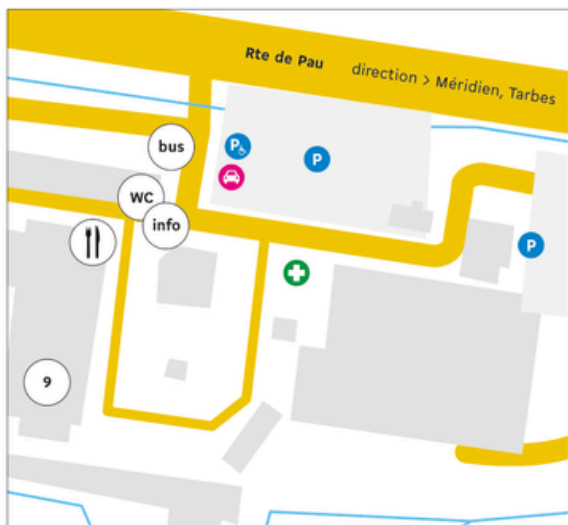 Rte de Pau
direction > Méridien, Tarbes
bus
P
P
WC
info
P
9